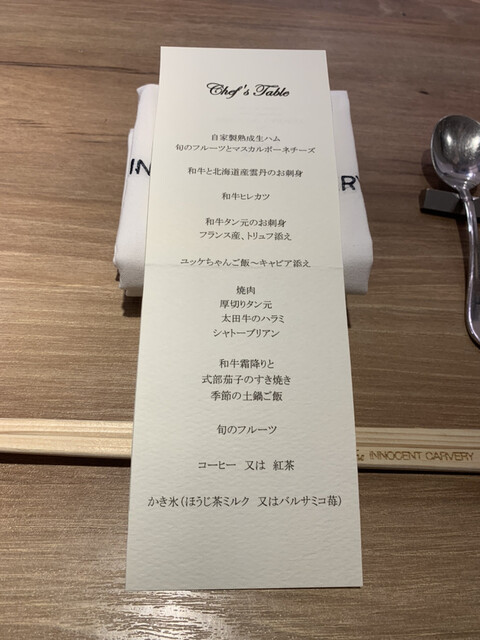 Chef's Table
自家製熟成生ハム
旬のフルーツとマスカルポーネチーズ
和牛と北海道産雲丹のお刺身
和牛ヒレカツ
和牛タン元のお刺身
フランス産、トリュフ添え
ユッケちゃんご飯~キャビア添え
焼肉
厚切りタン元
太田牛のハラミ
シャトーブリアン
和牛霜降りと
式部茄子のすき焼き
季節の土鍋ご飯
旬のフルーツ
コーヒー 又は 紅茶
かき氷(ほうじ茶ミルク 又はバルサミコ苺)
IN
RY
INNOCENT CARVERY